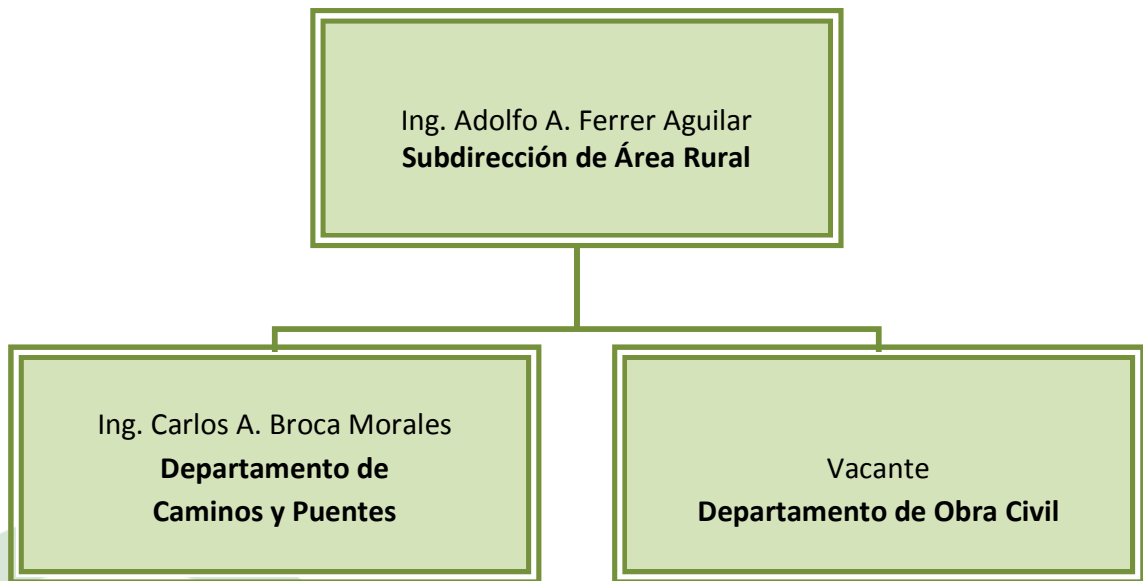 Ing. Adolfo A. Ferrer Aguilar
Subdirección de Área Rural
Ing. Carlos A. Broca Morales
Departamento de
Caminos y Puentes
Vacante
Departamento de Obra Civil